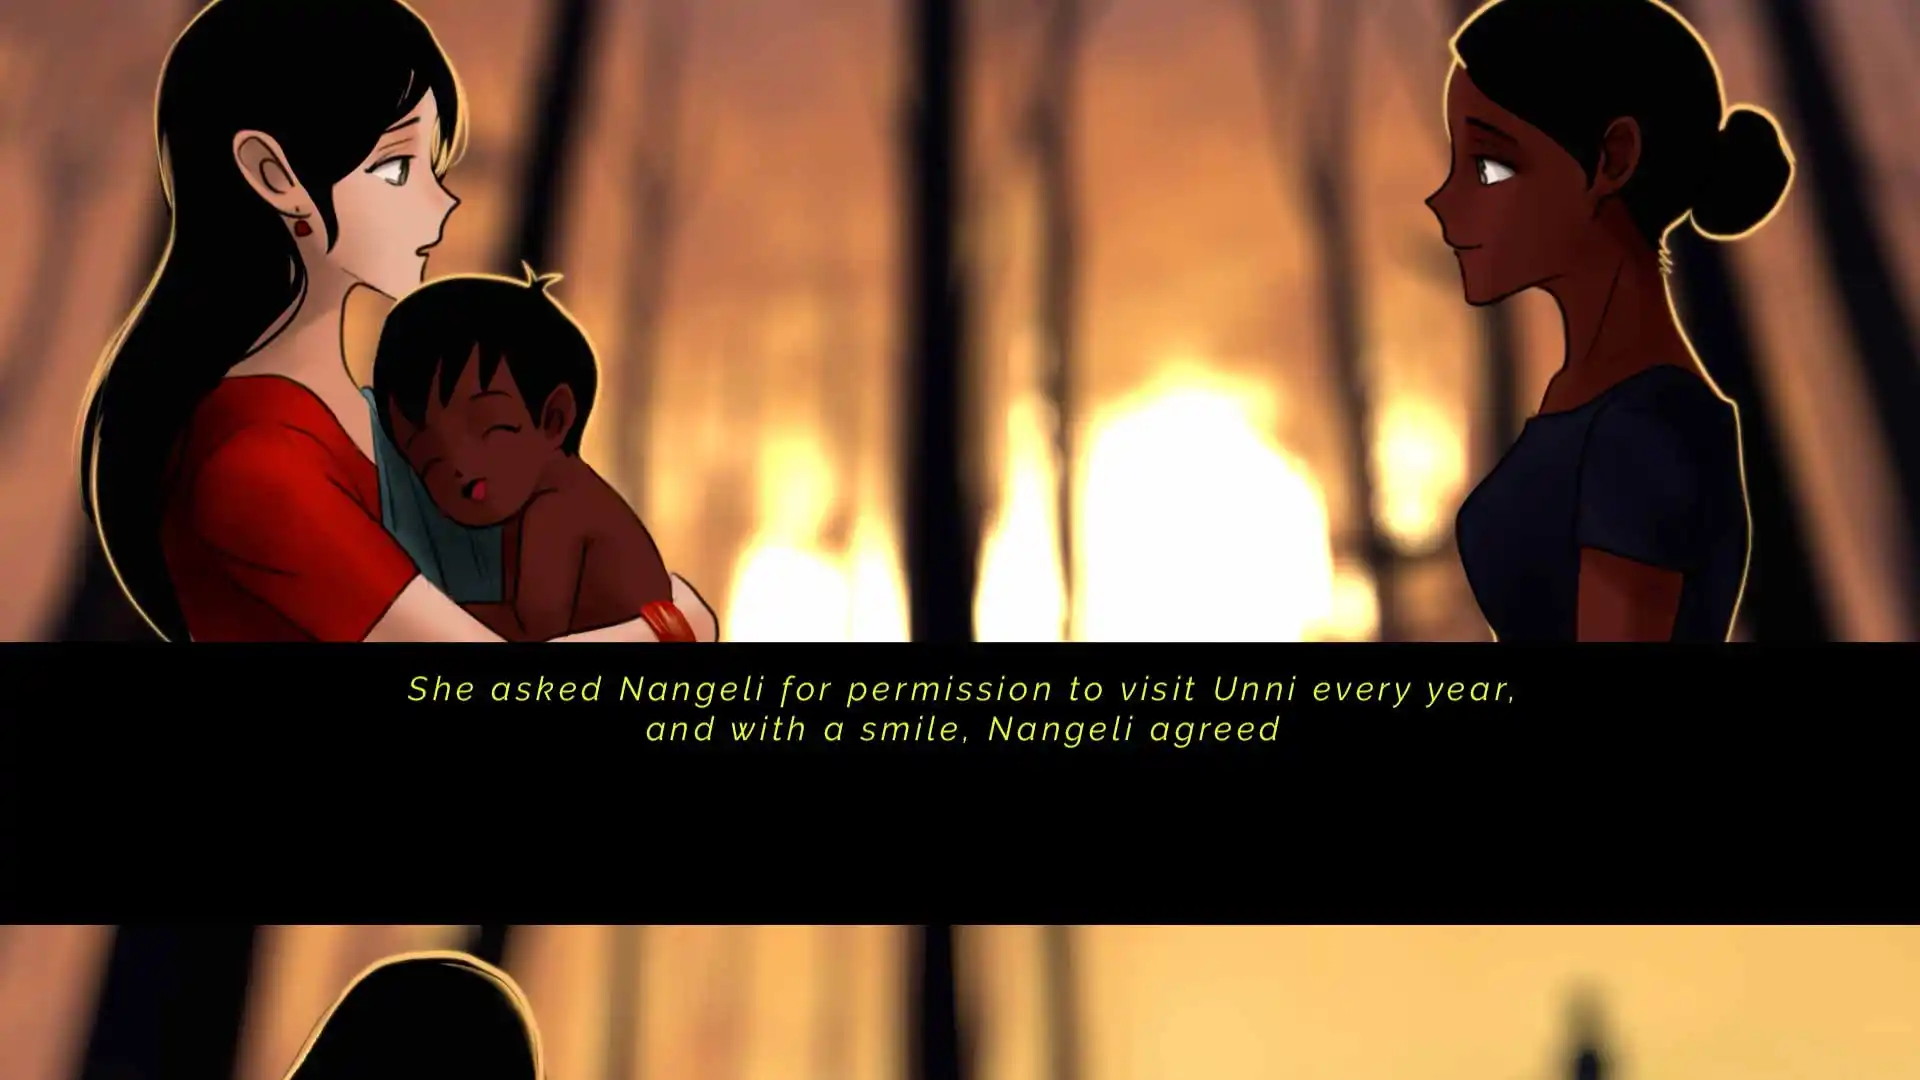 She asked Nangeli for permission to visit Unni every year,
and with a smile, Nangeli agreed